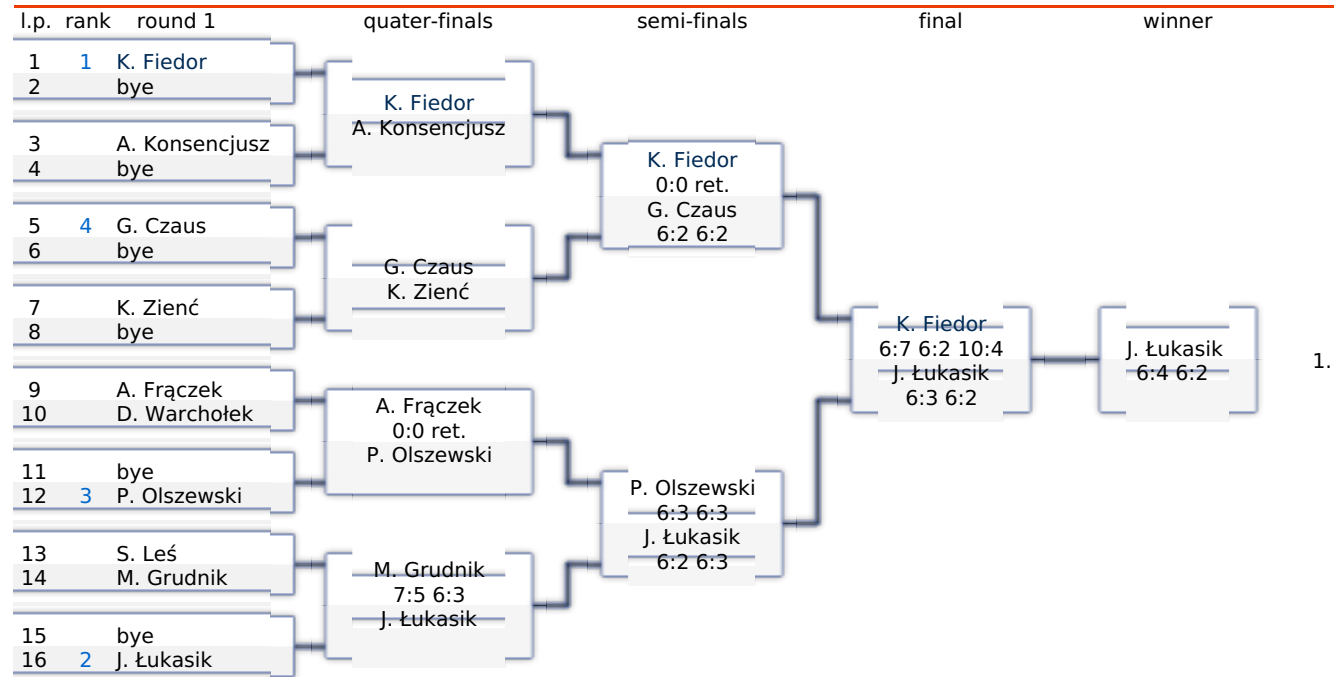 l.p. rank round 1 quater-finals semi-finals final winner
1 1 K. Fiedor
2 bye
3 A. Konsencjusz
4 bye
5 4 G. Czaus
6 bye
7 K. Zienć
8 bye
9 A. Frączek
10 D. Warchołek
11 bye
12 3 P. Olszewski
13 S. Leś
14 M. Grudnik
15 bye
16 2 J. Łukasik
K. Fiedor
A. Konsencjusz
G. Czaus
K. Zienć
A. Frączek
0:0 ret.
P. Olszewski
M. Grudnik
7:5 6:3
J. Łukasik
K. Fiedor
0:0 ret.
G. Czaus
6:2 6:2
P. Olszewski
6:3 6:3
J. Łukasik
6:2 6:3
K. Fiedor
6:7 6:2 10:4
J. Łukasik
6:3 6:2
J. Łukasik
6:4 6:2
1.